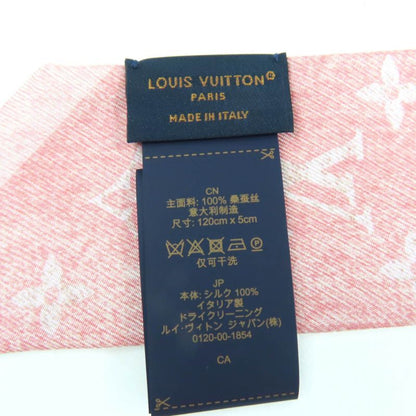 LOUIS VUITTON
PARIS
MADE IN ITALY
CN
主面料: 100% 桑蚕丝
意大利制造
尺寸: 120cm x 5cm
仅可干洗
JP
本体: シルク 100%
イタリア製
ドライクリーニング
ルイ・ヴィトン ジャパン(株)
0120-00-1854
CA